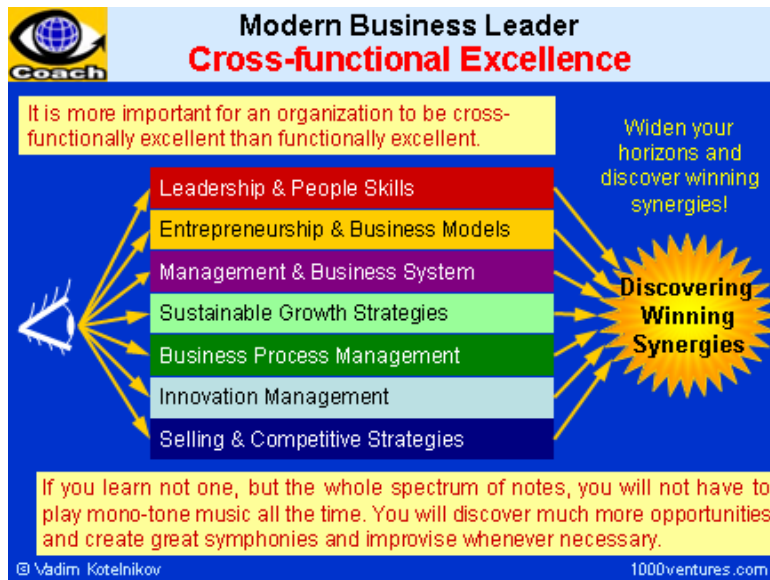 Coach
Modern Business Leader
Cross-functional Excellence
It is more important for an organization to be cross-
functionally excellent than functionally excellent.
Widen your
horizons and
discover winning
synergies!
Leadership & People Skills
Entrepreneurship & Business Models
Management & Business System
Sustainable Growth Strategies
Business Process Management
Innovation Management
Selling & Competitive Strategies
Discovering
Winning
Synergies
If you learn not one, but the whole spectrum of notes, you will not have to
play mono-tone music all the time. You will discover much more opportunities
and create great symphonies and improvise whenever necessary.
© Vadim Kotelnikov
1000ventures.com